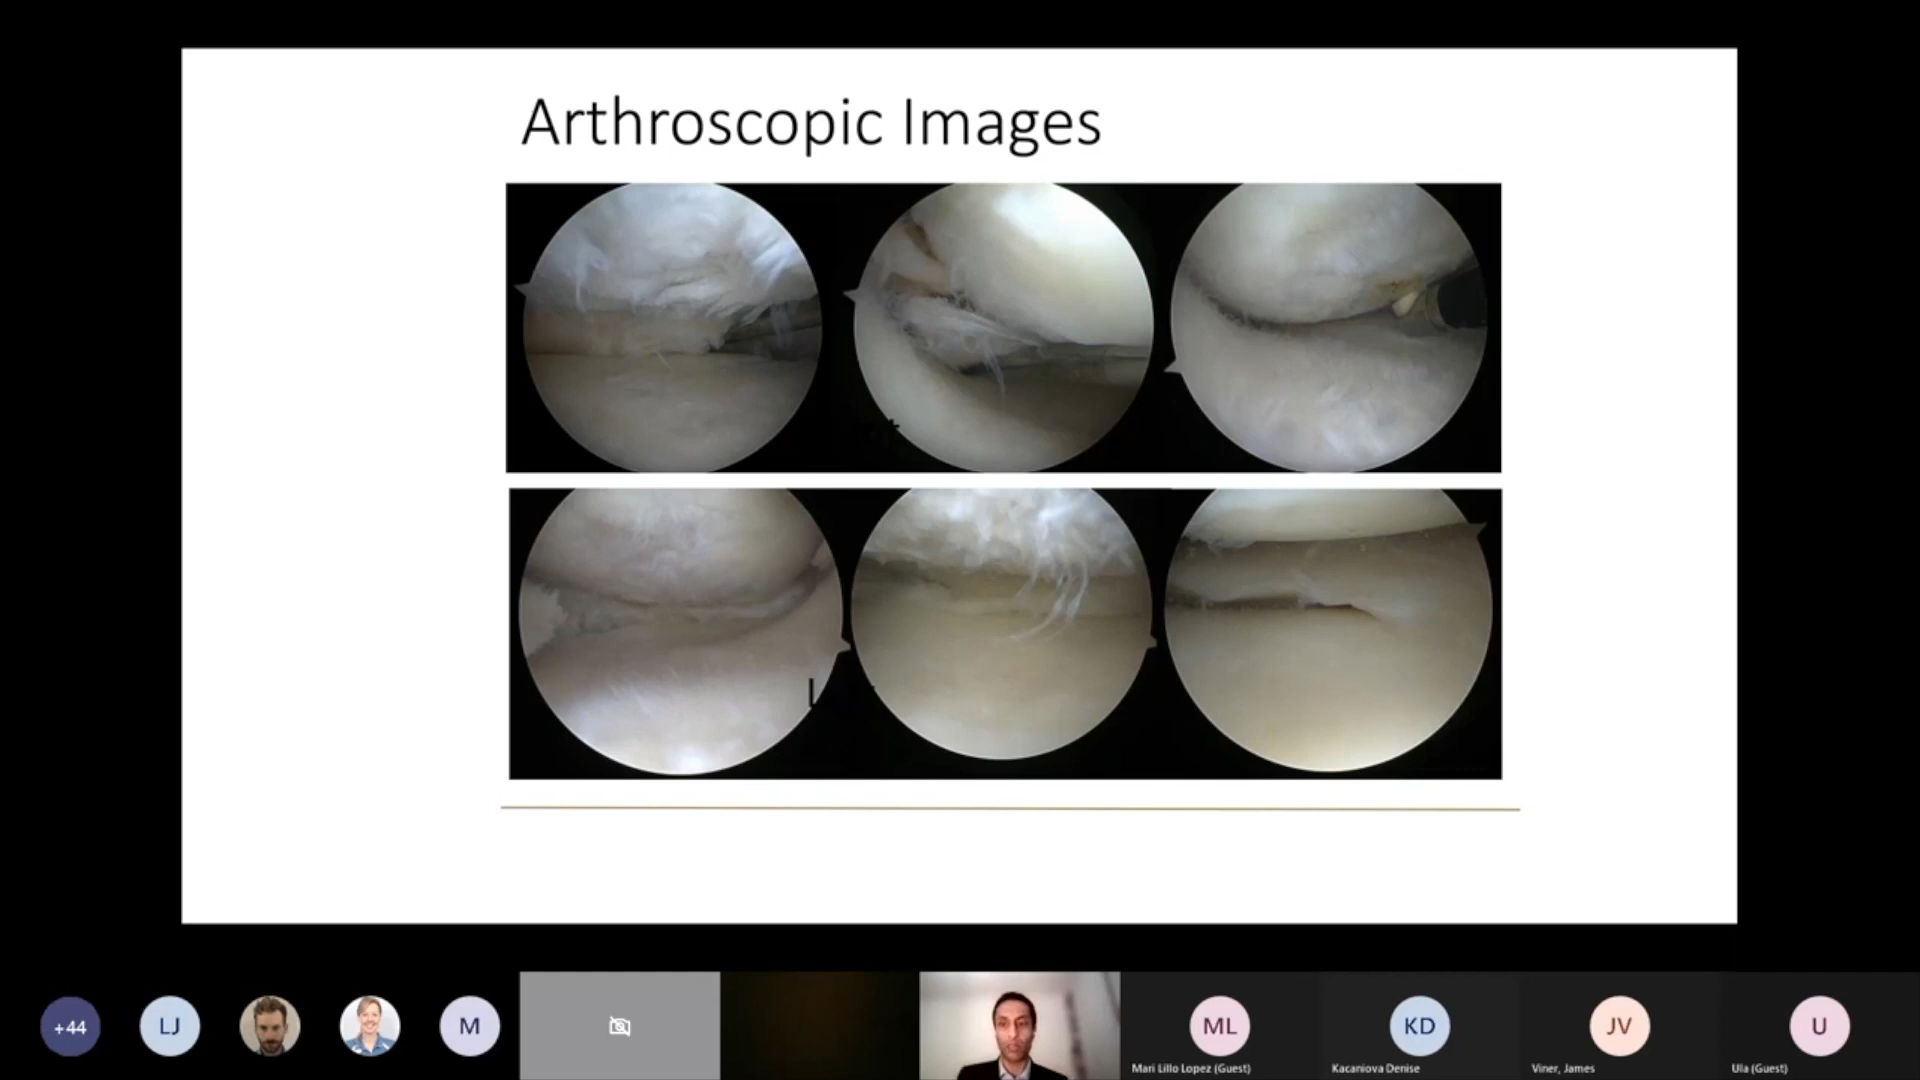 Arthroscopic Images
+44
LJ
M
ML
KD
JV
U
Mari Lillo Lopez (Guest)
Kacaniova Denise
Viner, James
Ula (Guest)